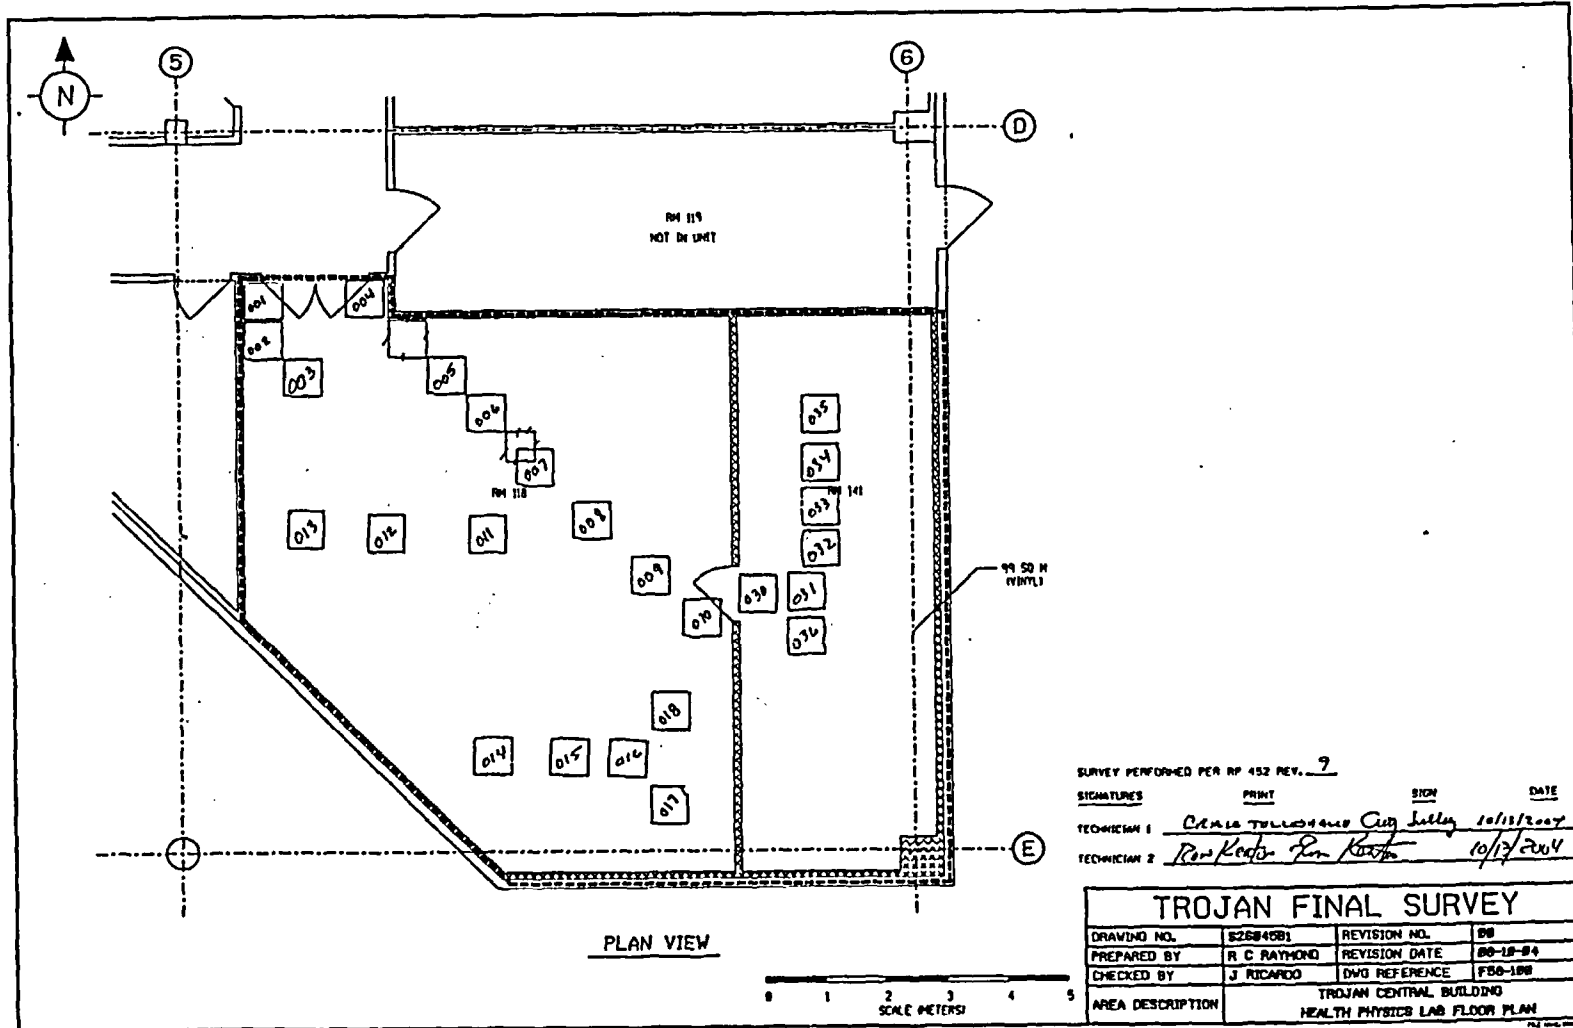 5
6
N
D
RM 119
NOT IN UNIT
001
004
002
003
005
006
035
007
034
RM 118
RM 141
033
008
013
012
011
032
009
99 SQ M
(VINYL)
030
031
010
036
018
014
015
016
017
E
SURVEY PERFORMED PER RP 452 REV. 9
SIGNATURES PRINT SIGN DATE
TECHNICIAN 1 10/13/2004
TECHNICIAN 2 Ron 2004
PLAN VIEW
0 1 2 3 4 5
SCALE (METERS)
TROJAN FINAL SURVEY
DRAWING NO. REVISION NO.
PREPARED BY R C RAYMOND REVISION DATE
CHECKED BY J RICARDO DWG REFERENCE
AREA DESCRIPTION TROJAN CENTRAL BUILDING
HEALTH PHYSICS LAB FLOOR PLAN